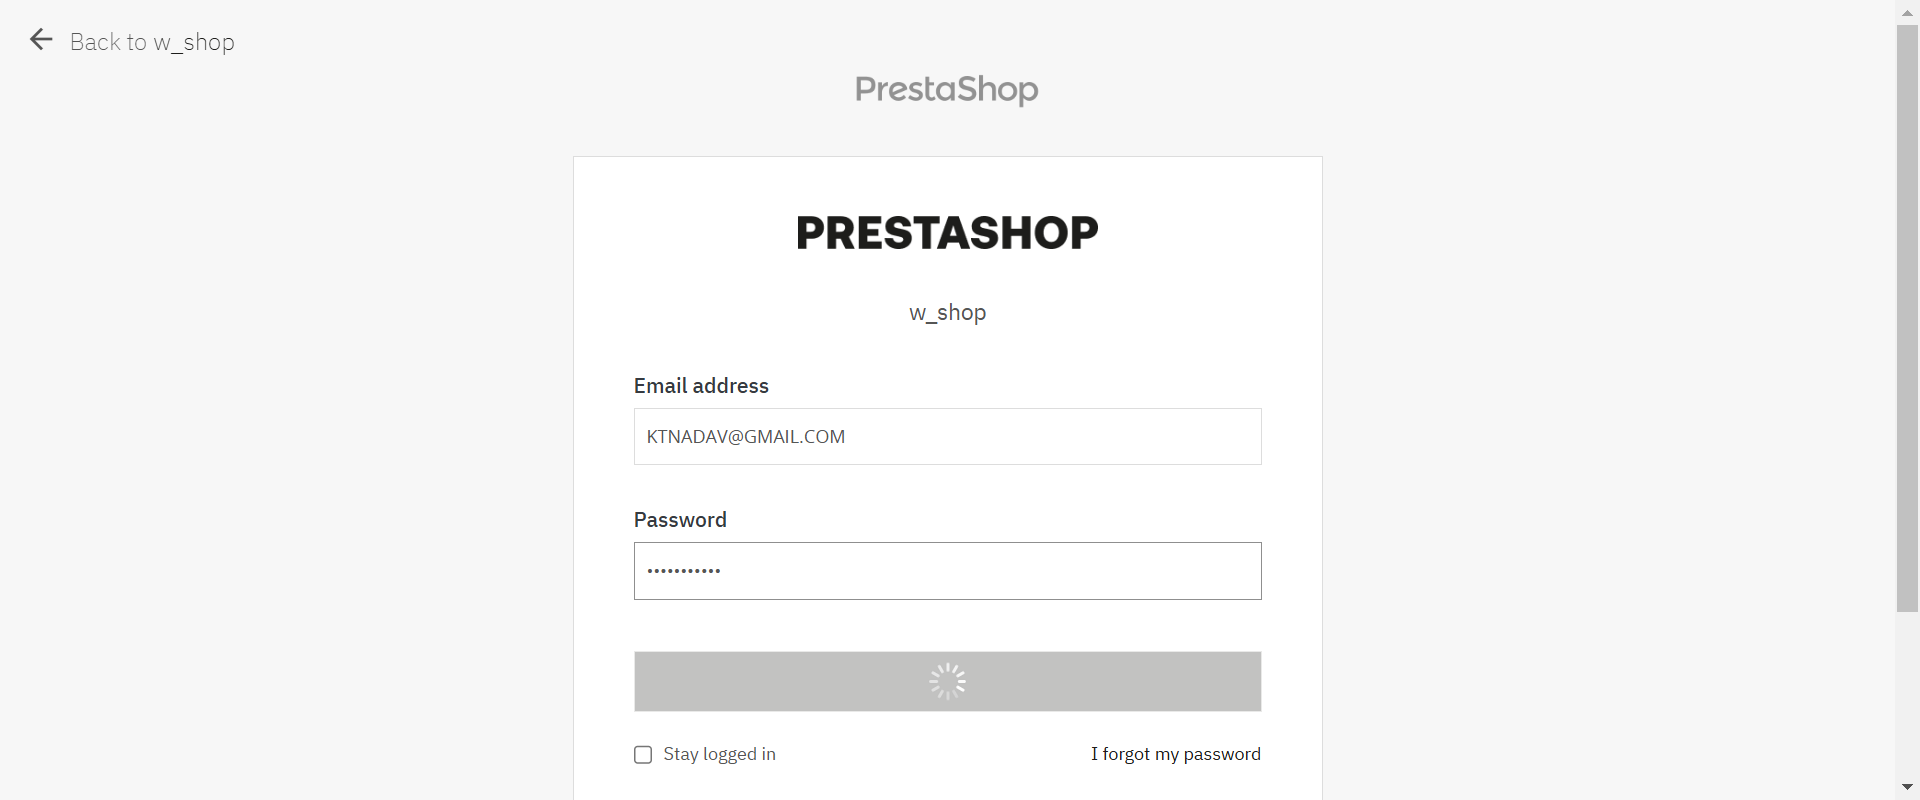 Back to w_shop
PrestaShop
PRESTASHOP
w_shop
Email address
KTNADAV@GMAIL.COM
Password
•••••••••••
Stay logged in
I forgot my password